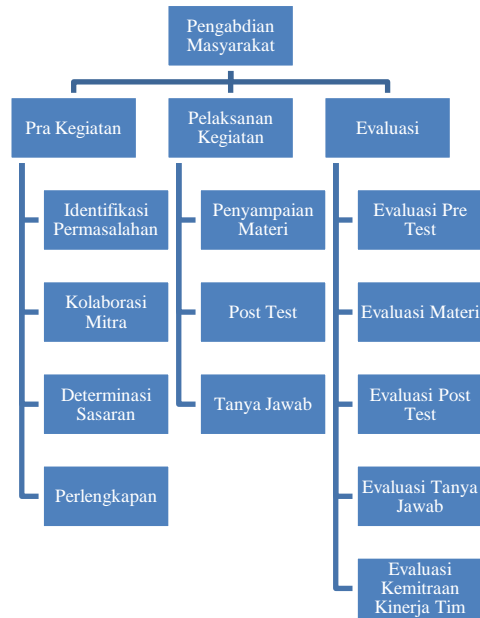 Pengabdian
Masyarakat
Pra Kegiatan
Pelaksanan
Kegiatan
Evaluasi
Identifikasi
Permasalahan
Kolaborasi
Mitra
Determinasi
Sasaran
Perlengkapan
Penyampaian
Materi
Post Test
Tanya Jawab
Evaluasi Pre
Test
Evaluasi Materi
Evaluasi Post
Test
Evaluasi Tanya
Jawab
Evaluasi
Kemitraan
Kinerja Tim